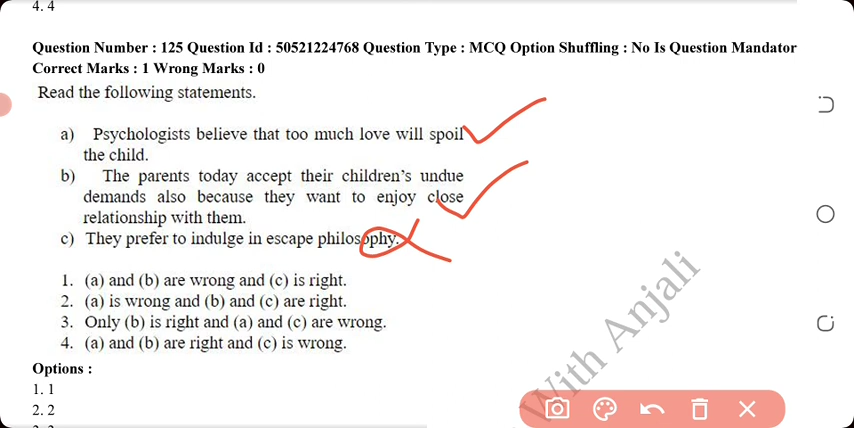 4. 4
Question Number : 125 Question Id : 50521224768 Question Type : MCQ Option Shuffling : No Is Question Mandator
Correct Marks : 1 Wrong Marks : 0
Read the following statements.
a) Psychologists believe that too much love will spoil
the child.
b) The parents today accept their children's undue
demands also because they want to enjoy close
relationship with them.
c) They prefer to indulge in escape philosophy.
1. (a) and (b) are wrong and (c) is right.
2. (a) is wrong and (b) and (c) are right.
3. Only (b) is right and (a) and (c) are wrong.
4. (a) and (b) are right and (c) is wrong.
Options :
1. 1
2. 2
With Anjali